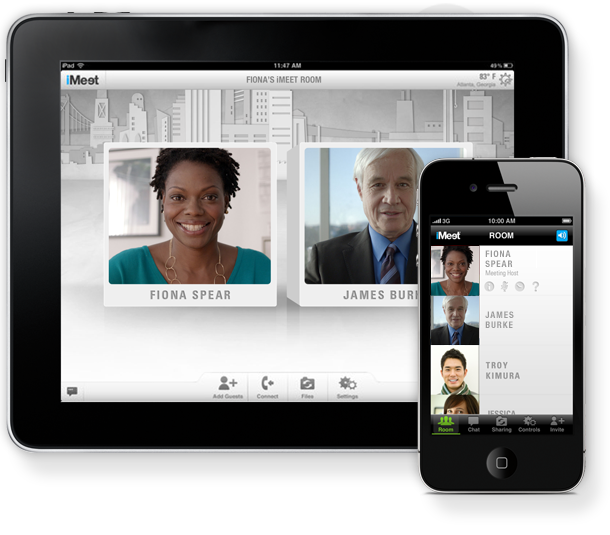 iPad
11:47 AM
49%
iMeet
FIONA'S iMEET ROOM
83° F
Atlanta, Georgia
FIONA SPEAR
JAMES BURK
Add Guests
Connect
Files
Settings
3G
10:00 AM
iMeet
ROOM
FIONA
SPEAR
Meeting Host
?
JAMES
BURKE
TROY
KIMURA
JESSICA
Room
Chat
Sharing
Controls
Invite